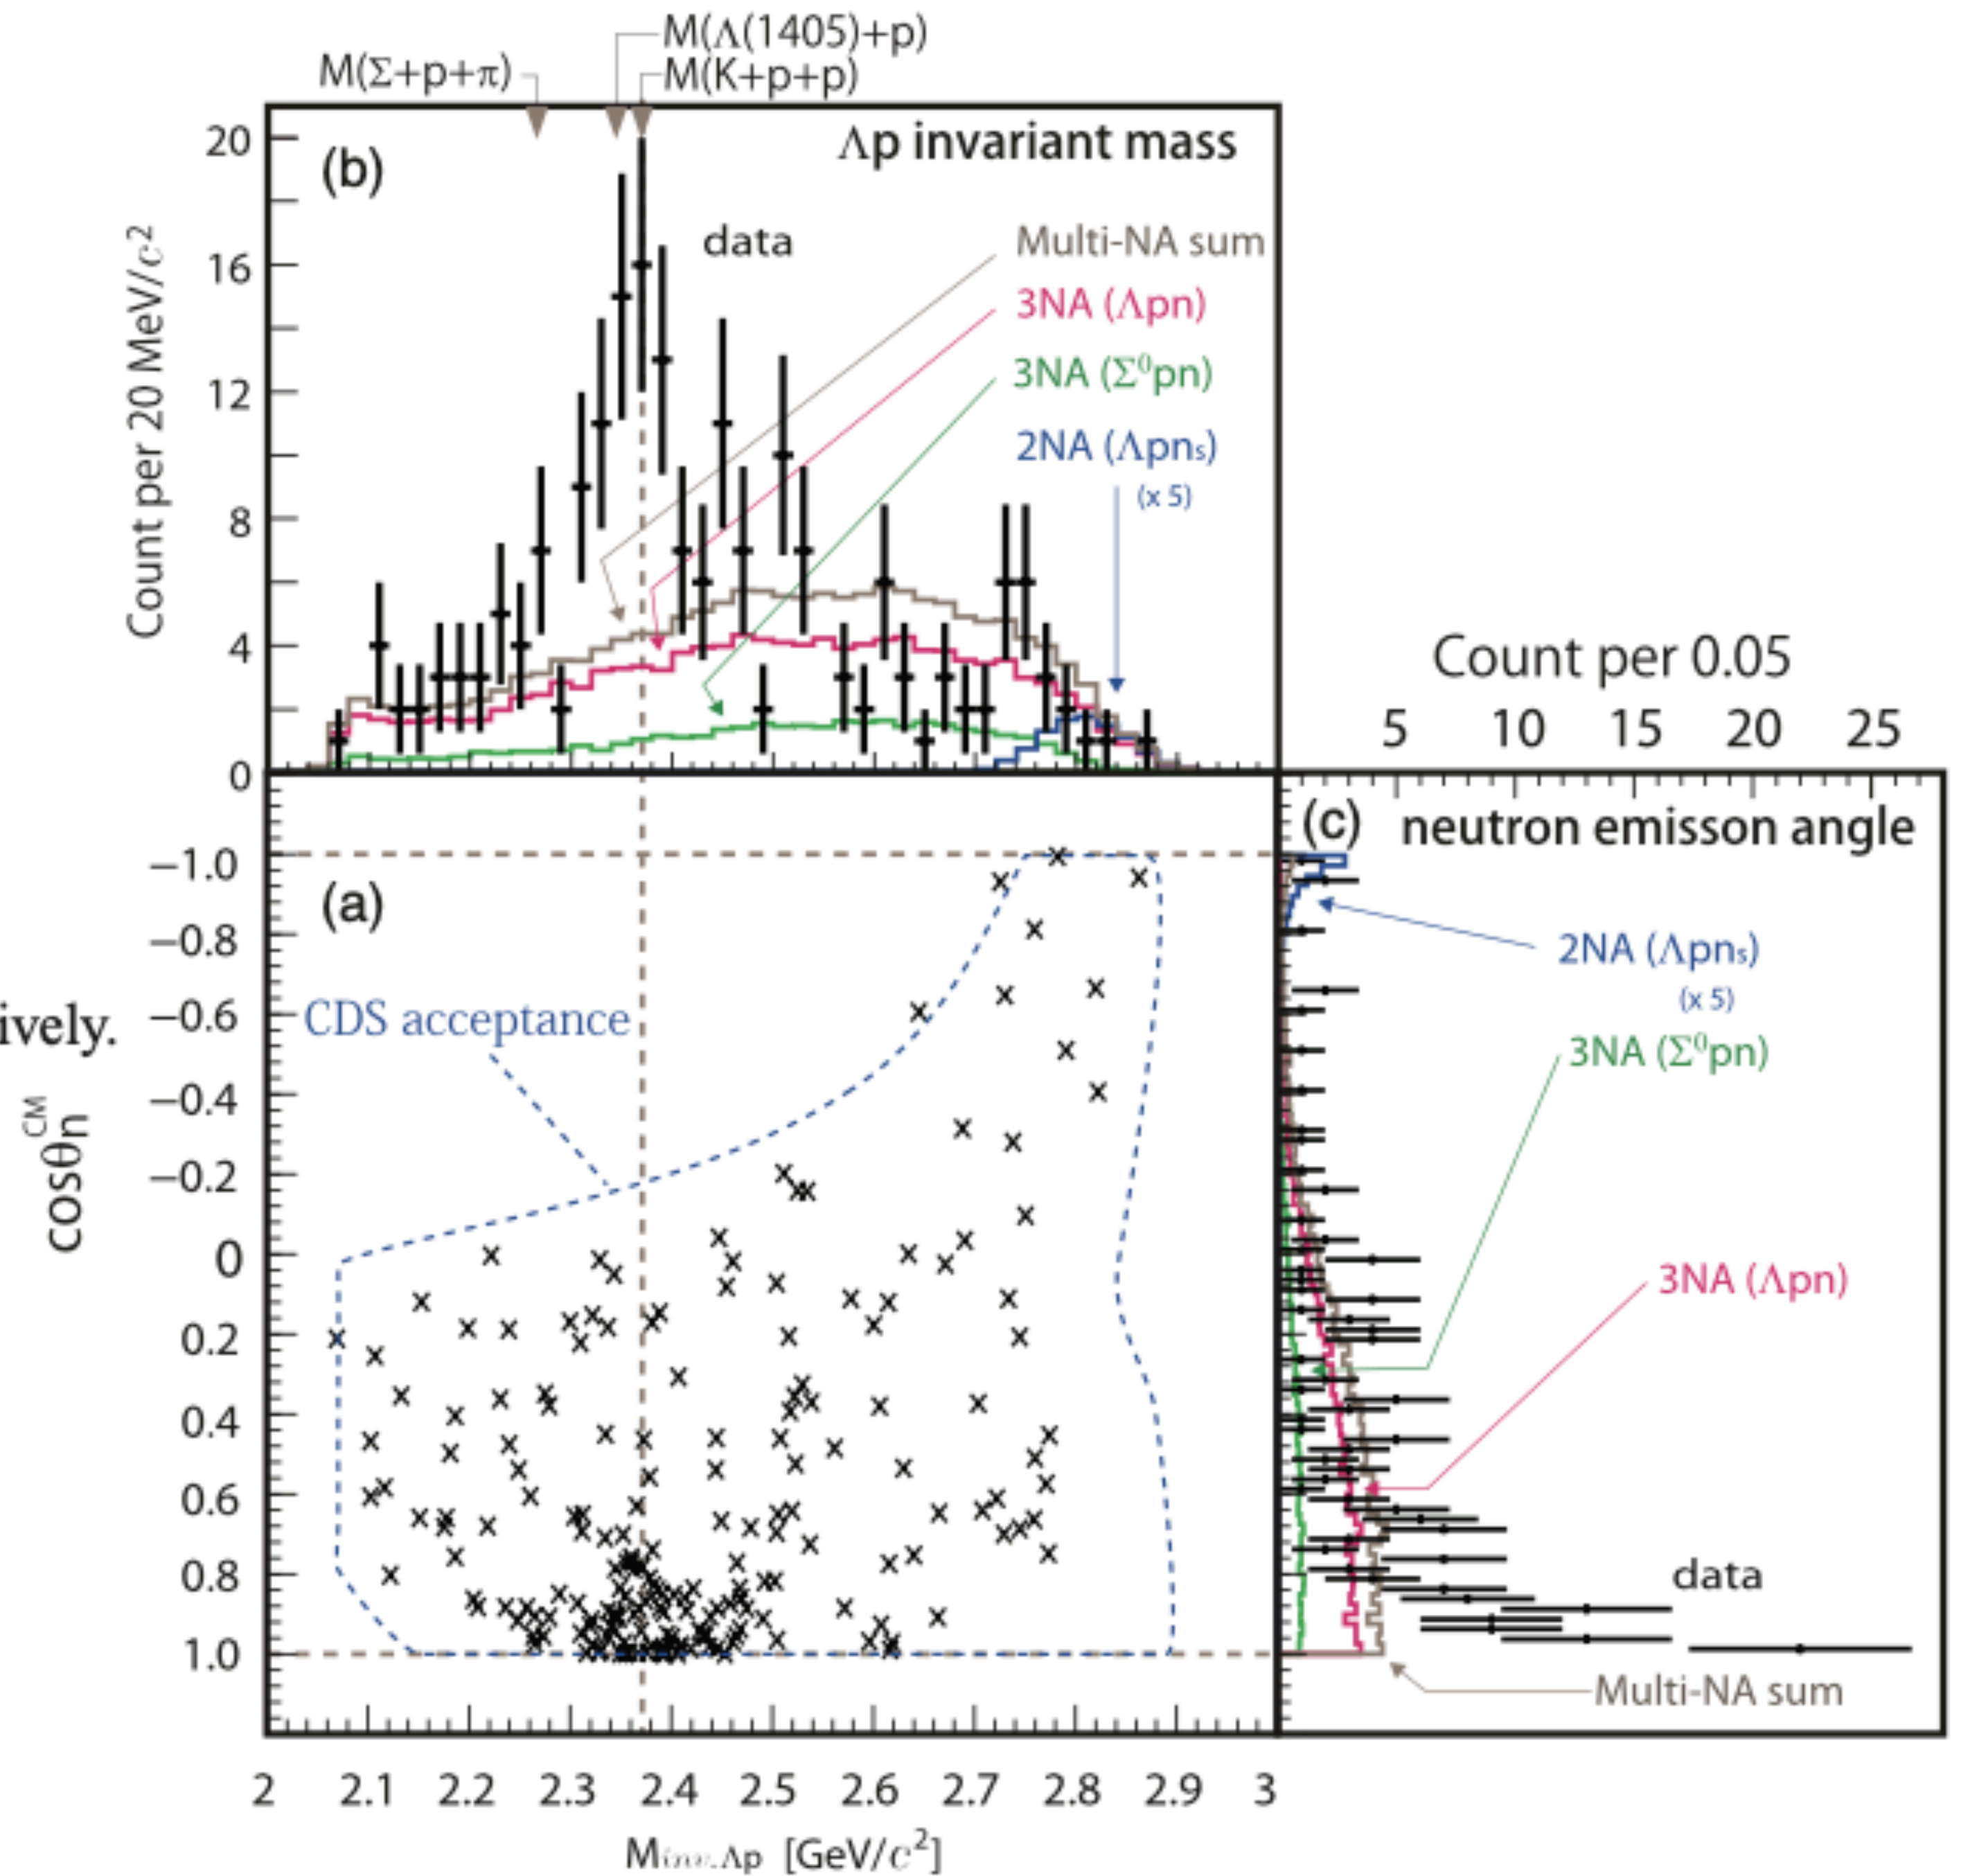 M(Λ(1405)+p)
M(Σ+p+π)
M(K+p+p)
(b)
Λp invariant mass
data
Multi-NA sum
3NA (Λpn)
3NA (Σ⁰pn)
2NA (Λpnₛ)
(x 5)
Count per 20 MeV/c²
20
16
12
8
4
0
Count per 0.05
5 10 15 20 25
(c) neutron emisson angle
2NA (Λpnₛ)
(x 5)
3NA (Σ⁰pn)
3NA (Λpn)
data
Multi-NA sum
(a)
CDS acceptance
ively.
cosθₙ^CM
−1.0
−0.8
−0.6
−0.4
−0.2
0
0.2
0.4
0.6
0.8
1.0
2 2.1 2.2 2.3 2.4 2.5 2.6 2.7 2.8 2.9 3
M inv.Λp [GeV/c²]